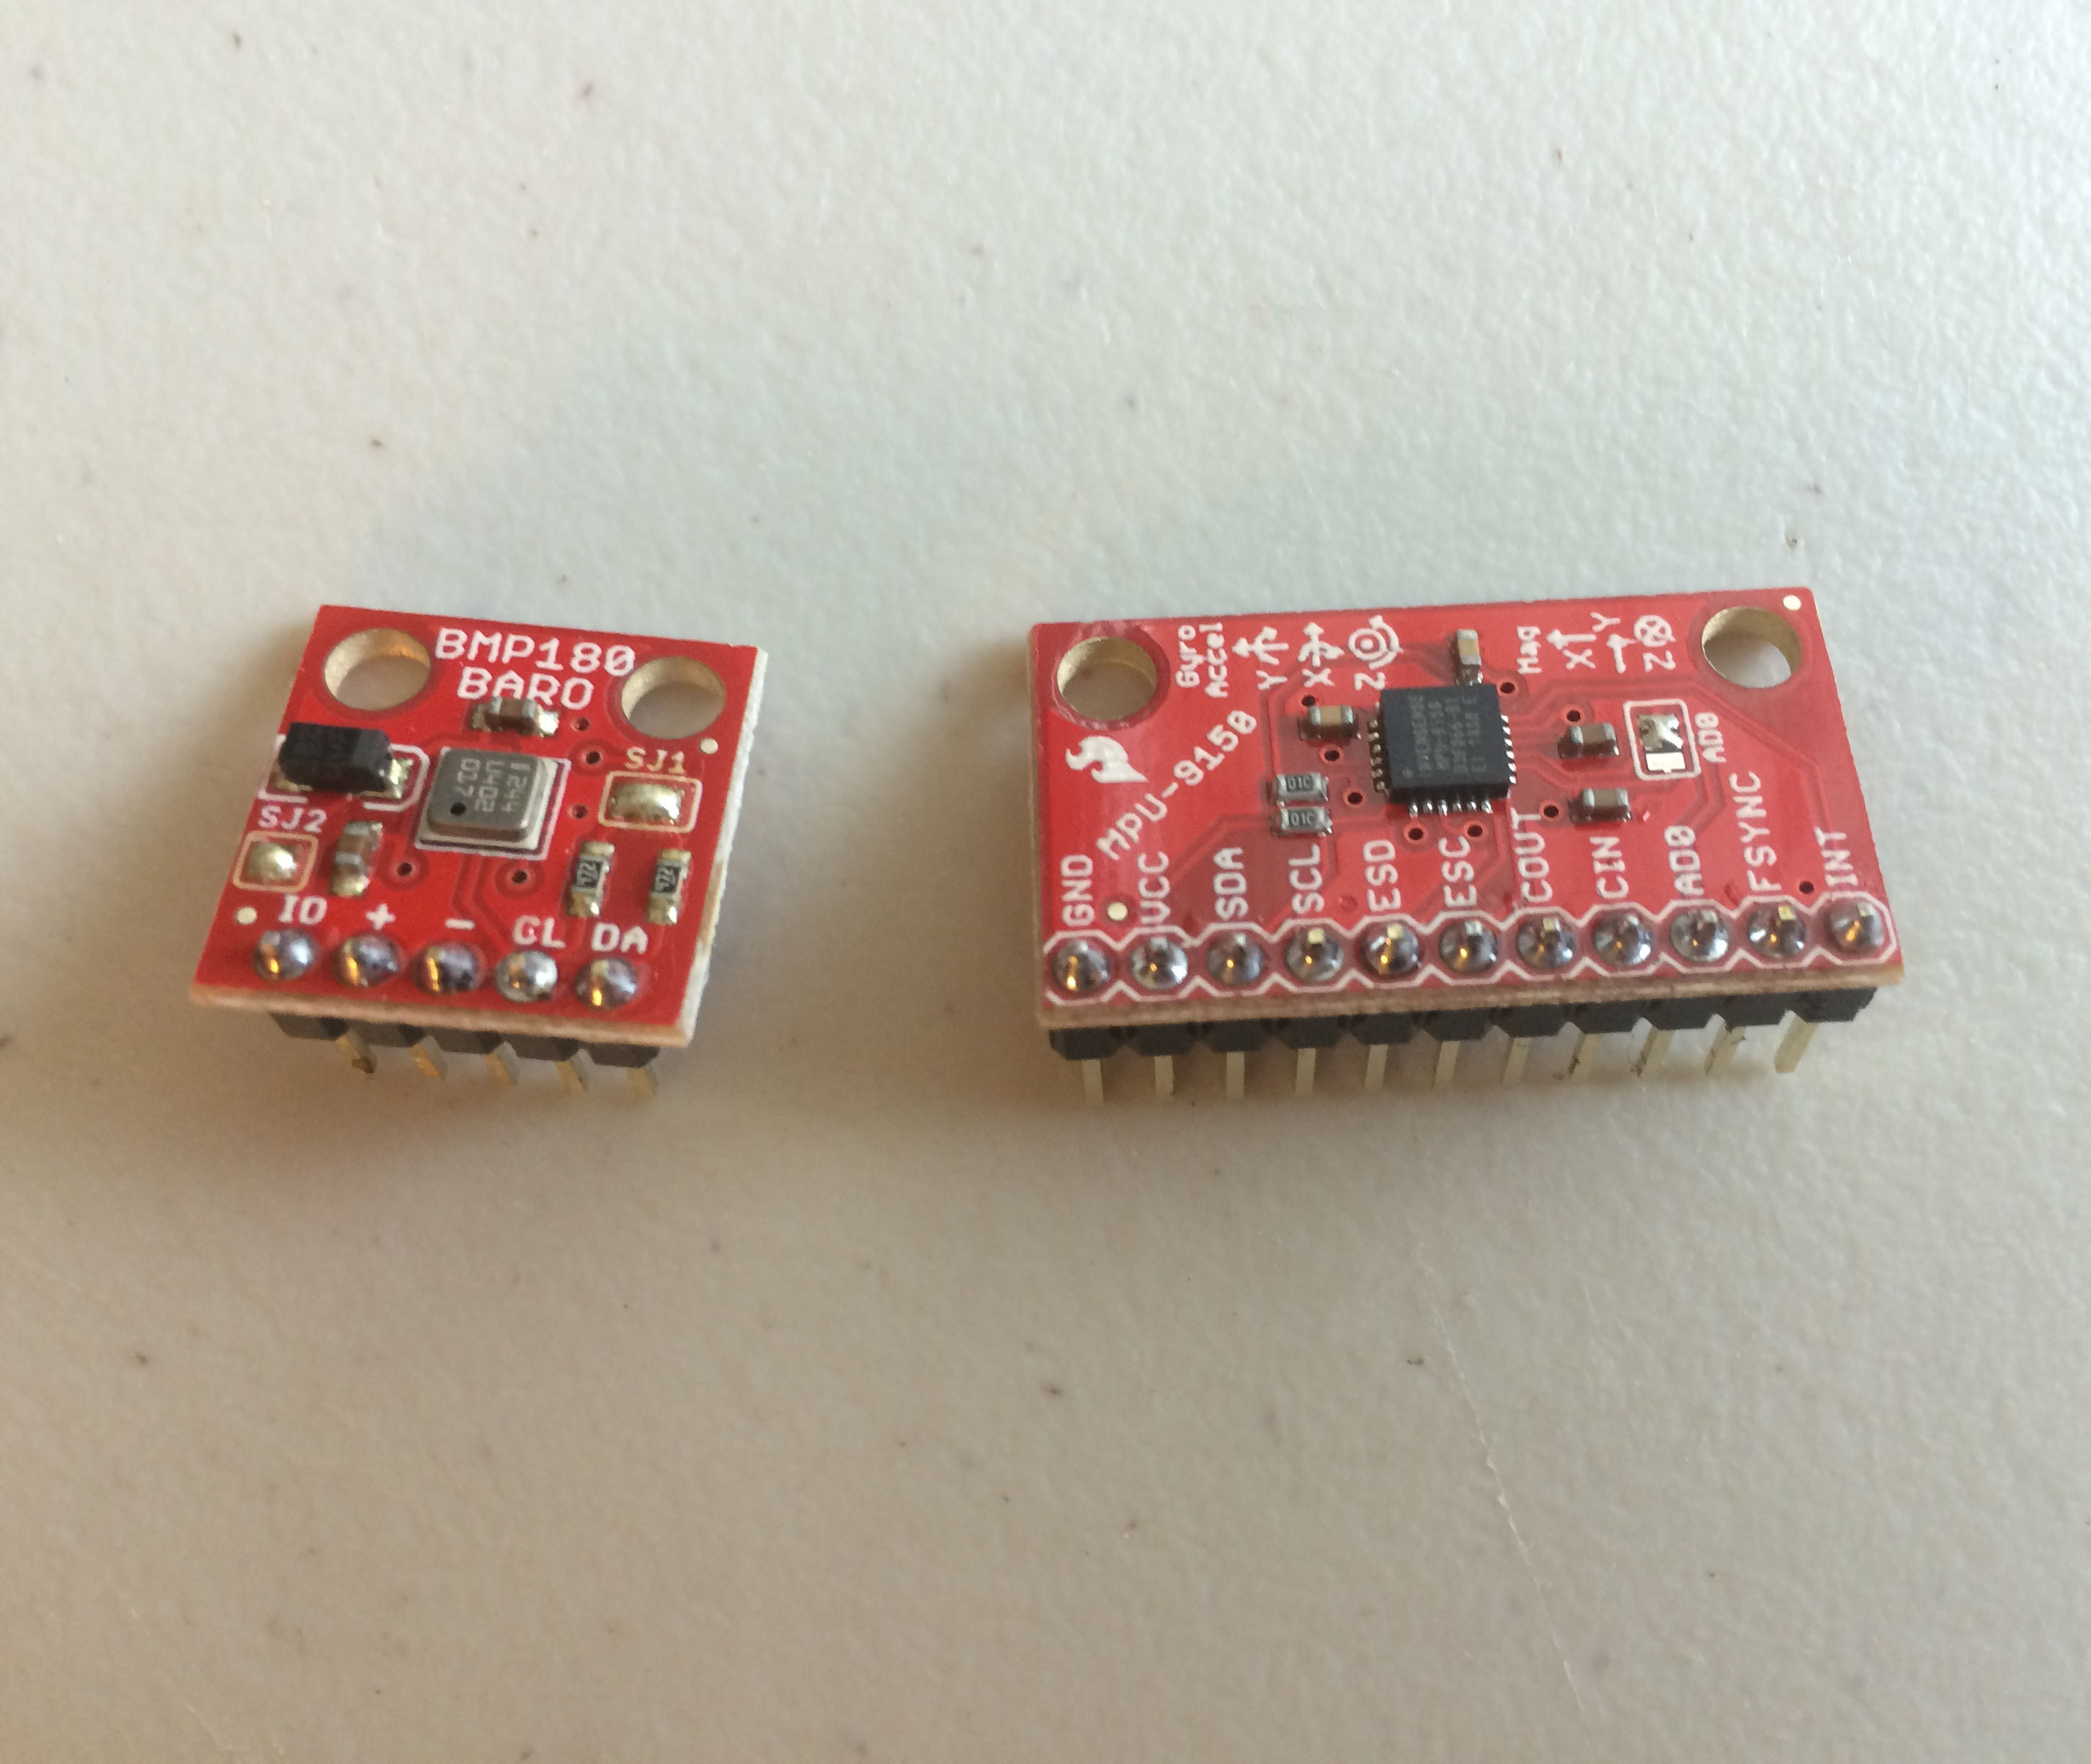 BMP180
BARO
SJ1
SJ2
IO + - CL DA
Gyro
Accel
Y
X
Z
Mag
X
Y
Z
MPU-9150
AD0
GND
VCC
SDA
SCL
ESD
ESC
COUT
CIN
AD0
FSYNC
INT